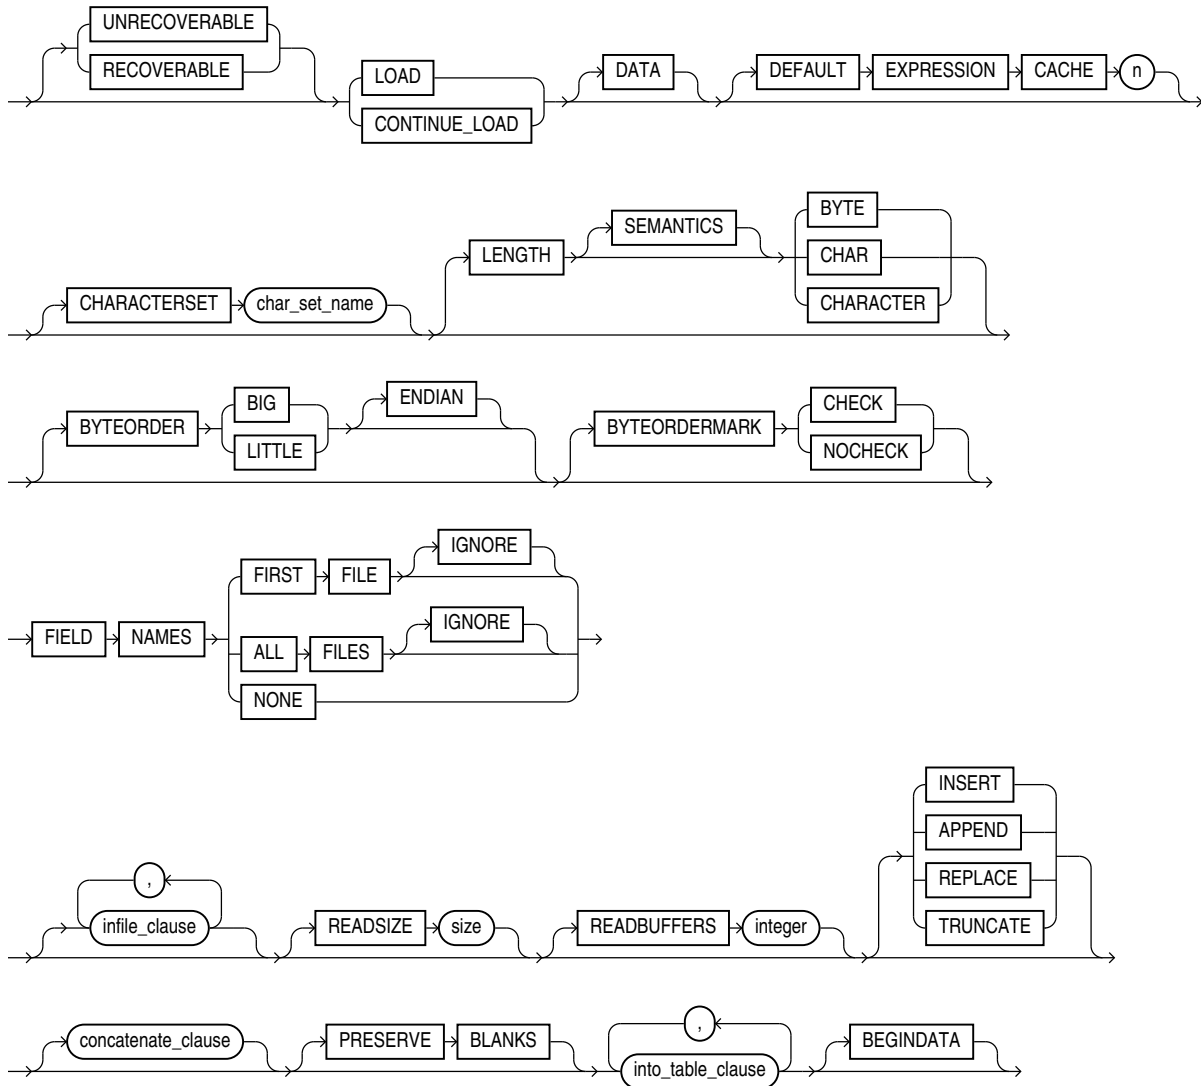 UNRECOVERABLE
RECOVERABLE
LOAD
CONTINUE_LOAD
DATA
DEFAULT EXPRESSION CACHE n
CHARACTERSET char_set_name
LENGTH
SEMANTICS
BYTE
CHAR
CHARACTER
BYTEORDER
BIG
LITTLE
ENDIAN
BYTEORDERMARK
CHECK
NOCHECK
FIELD NAMES
FIRST FILE IGNORE
ALL FILES IGNORE
NONE
,
infile_clause
READSIZE size
READBUFFERS integer
INSERT
APPEND
REPLACE
TRUNCATE
concatenate_clause
PRESERVE BLANKS
,
into_table_clause
BEGINDATA